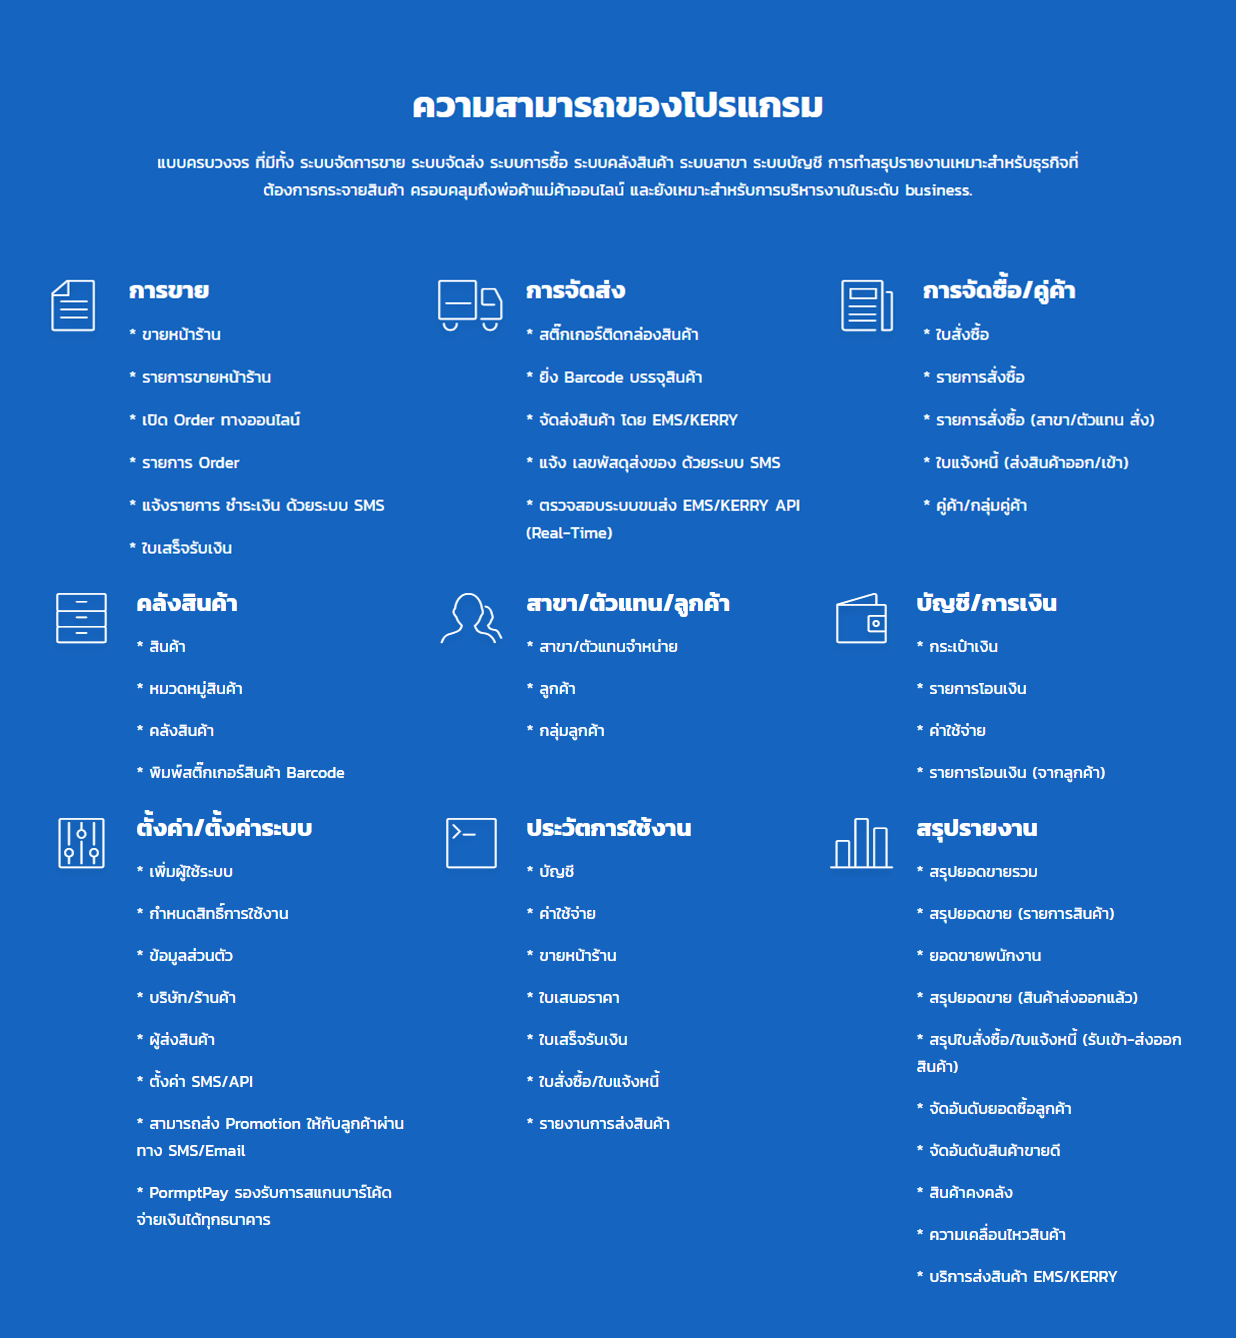 ความสามารถของโปรแกรม
แบบครบวงจร ที่มีทั้ง ระบบจัดการขาย ระบบจัดส่ง ระบบการซื้อ ระบบคลังสินค้า ระบบสาขา ระบบบัญชี การทำสรุปรายงานเหมาะสำหรับธุรกิจที่
ต้องการกระจายสินค้า ครอบคลุมถึงพ่อค้าแม่ค้าออนไลน์ และยังเหมาะสำหรับการบริหารงานในระดับ business.
การขาย
* ขายหน้าร้าน
* รายการขายหน้าร้าน
* เปิด Order ทางออนไลน์
* รายการ Order
* แจ้งรายการ ชำระเงิน ด้วยระบบ SMS
* ใบเสร็จรับเงิน
การจัดส่ง
* สติ๊กเกอร์ติดกล่องสินค้า
* ยิ่ง Barcode บรรจุสินค้า
* จัดส่งสินค้า โดย EMS/KERRY
* แจ้ง เลขพัสดุส่งของ ด้วยระบบ SMS
* ตรวจสอบระบบขนส่ง EMS/KERRY API
(Real-Time)
การจัดซื้อ/คู่ค้า
* ใบสั่งซื้อ
* รายการสั่งซื้อ
* รายการสั่งซื้อ (สาขา/ตัวแทน สั่ง)
* ใบแจ้งหนี้ (ส่งสินค้าออก/เข้า)
* คู่ค้า/กลุ่มคู่ค้า
คลังสินค้า
* สินค้า
* หมวดหมู่สินค้า
* คลังสินค้า
* พิมพ์สติ๊กเกอร์สินค้า Barcode
สาขา/ตัวแทน/ลูกค้า
* สาขา/ตัวแทนจำหน่าย
* ลูกค้า
* กลุ่มลูกค้า
บัญชี/การเงิน
* กระเป๋าเงิน
* รายการโอนเงิน
* ค่าใช้จ่าย
* รายการโอนเงิน (จากลูกค้า)
ตั้งค่า/ตั้งค่าระบบ
* เพิ่มผู้ใช้ระบบ
* กำหนดสิทธิ์การใช้งาน
* ข้อมูลส่วนตัว
* บริษัท/ร้านค้า
* ผู้ส่งสินค้า
* ตั้งค่า SMS/API
* สามารถส่ง Promotion ให้กับลูกค้าผ่าน
ทาง SMS/Email
* PormptPay รองรับการสแกนบาร์โค้ด
จ่ายเงินได้ทุกธนาคาร
ประวัตการใช้งาน
* บัญชี
* ค่าใช้จ่าย
* ขายหน้าร้าน
* ใบเสนอราคา
* ใบเสร็จรับเงิน
* ใบสั่งซื้อ/ใบแจ้งหนี้
* รายงานการส่งสินค้า
สรุปรายงาน
* สรุปยอดขายรวม
* สรุปยอดขาย (รายการสินค้า)
* ยอดขายพนักงาน
* สรุปยอดขาย (สินค้าส่งออกแล้ว)
* สรุปใบสั่งซื้อ/ใบแจ้งหนี้ (รับเข้า-ส่งออก
สินค้า)
* จัดอันดับยอดซื้อลูกค้า
* จัดอันดับสินค้าขายดี
* สินค้าคงคลัง
* ความเคลื่อนไหวสินค้า
* บริการส่งสินค้า EMS/KERRY